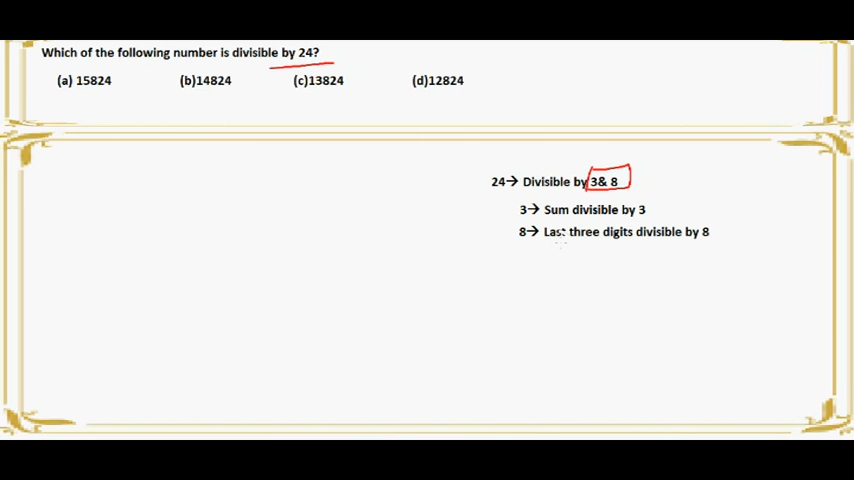 Which of the following number is divisible by 24?
(a) 15824 (b)14824 (c)13824 (d)12824
24→ Divisible by 3& 8
3→ Sum divisible by 3
8→ Last three digits divisible by 8